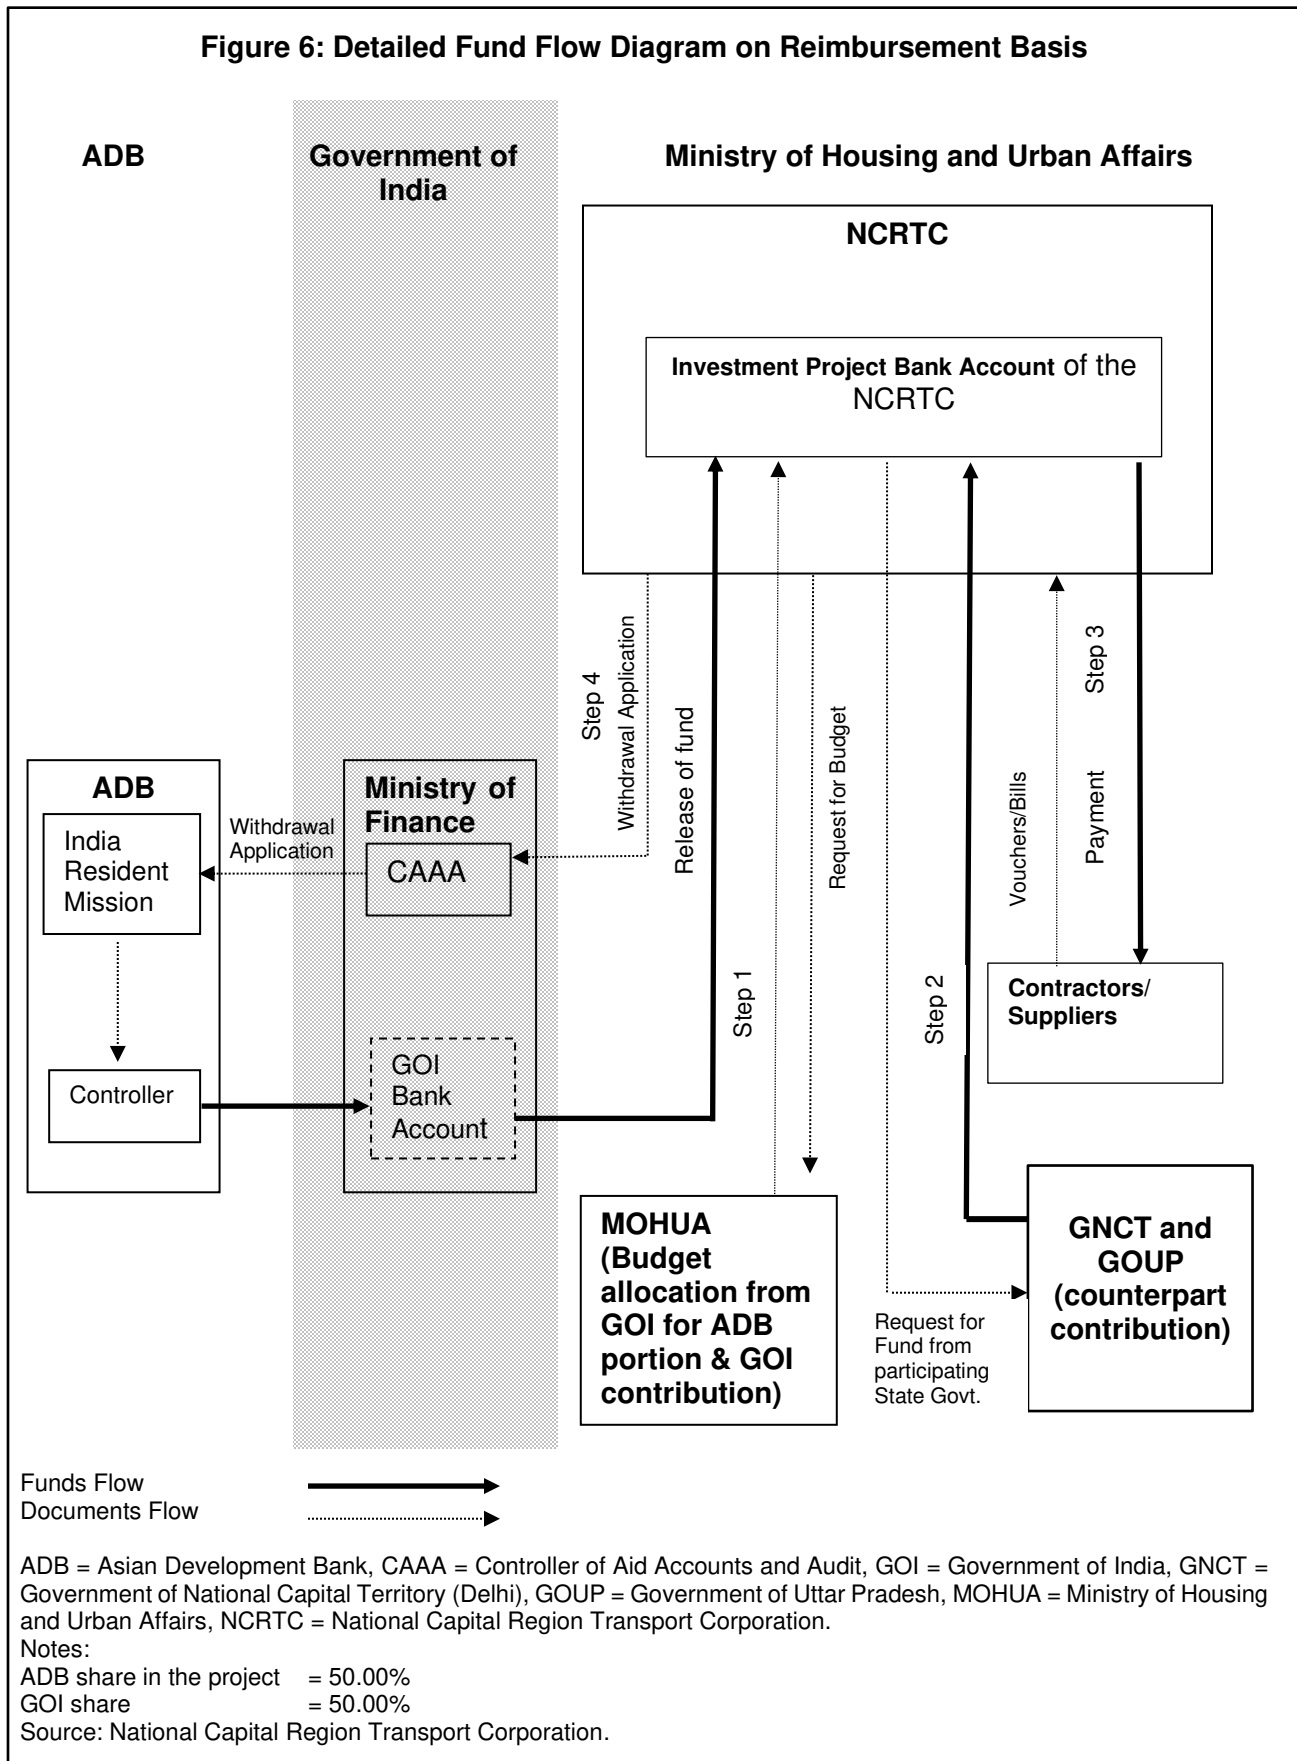 Figure 6: Detailed Fund Flow Diagram on Reimbursement Basis
ADB
Government of
India
Ministry of Housing and Urban Affairs
NCRTC
Investment Project Bank Account of the
NCRTC
Step 4
Withdrawal Application
Release of fund
Step 1
Request for Budget
Step 2
Vouchers/Bills
Payment
Step 3
ADB
India
Resident
Mission
Controller
Withdrawal
Application
Ministry of
Finance
CAAA
GOI
Bank
Account
Contractors/
Suppliers
MOHUA
(Budget
allocation from
GOI for ADB
portion & GOI
contribution)
Request for
Fund from
participating
State Govt.
GNCT and
GOUP
(counterpart
contribution)
Funds Flow
Documents Flow
ADB = Asian Development Bank, CAAA = Controller of Aid Accounts and Audit, GOI = Government of India, GNCT =
Government of National Capital Territory (Delhi), GOUP = Government of Uttar Pradesh, MOHUA = Ministry of Housing
and Urban Affairs, NCRTC = National Capital Region Transport Corporation.
Notes:
ADB share in the project = 50.00%
GOI share = 50.00%
Source: National Capital Region Transport Corporation.